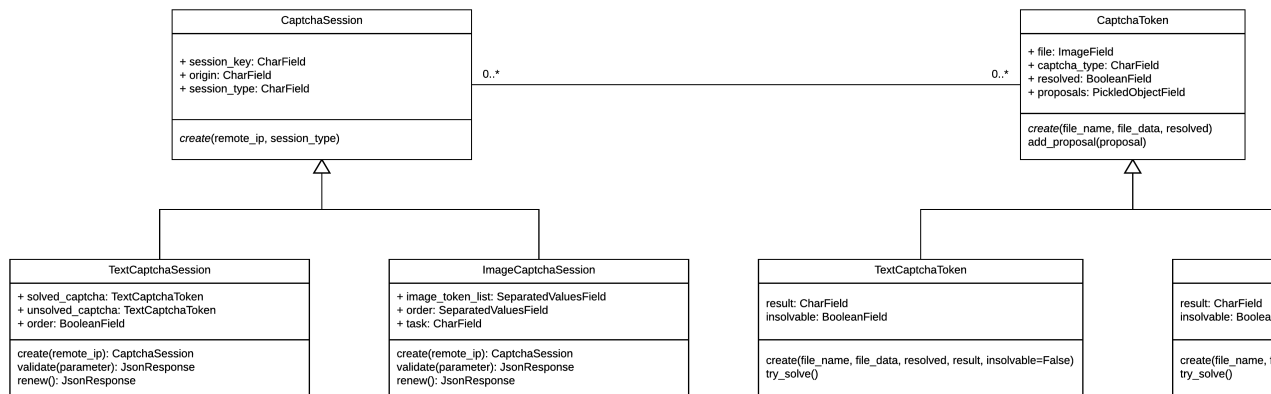 CaptchaSession
+ session_key: CharField
+ origin: CharField
+ session_type: CharField
create(remote_ip, session_type)
0..*
0..*
CaptchaToken
+ file: ImageField
+ captcha_type: CharField
+ resolved: BooleanField
+ proposals: PickledObjectField
create(file_name, file_data, resolved)
add_proposal(proposal)
TextCaptchaSession
+ solved_captcha: TextCaptchaToken
+ unsolved_captcha: TextCaptchaToken
+ order: BooleanField
create(remote_ip): CaptchaSession
validate(parameter): JsonResponse
renew(): JsonResponse
ImageCaptchaSession
+ image_token_list: SeparatedValuesField
+ order: SeparatedValuesField
+ task: CharField
create(remote_ip): CaptchaSession
validate(parameter): JsonResponse
renew(): JsonResponse
TextCaptchaToken
result: CharField
insolvable: BooleanField
create(file_name, file_data, resolved, result, insolvable=False)
try_solve()
result: CharField
insolvable:
create(file_name,
try_solve()